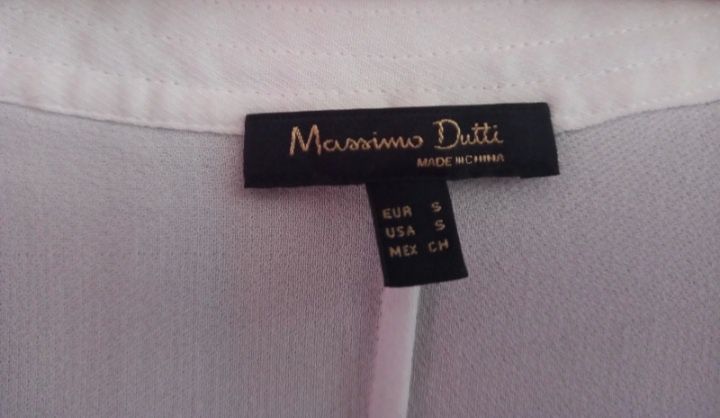 Massimo Dutti
MADE IN CHINA
EUR S
USA S
MEX CH